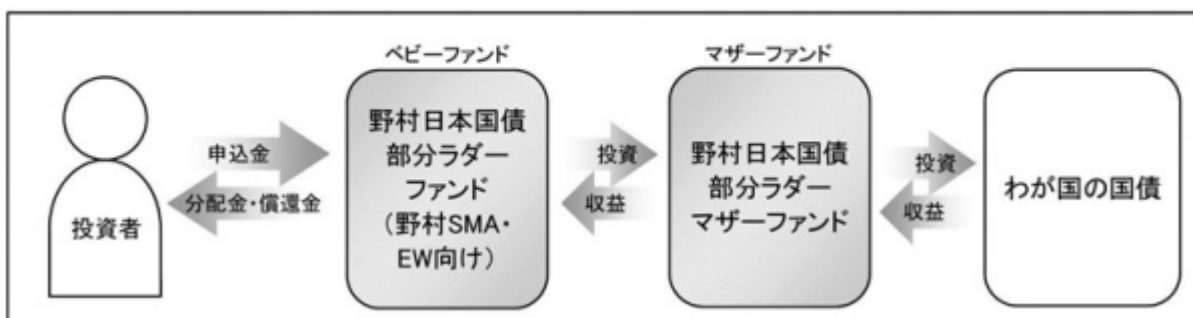 ベビーファンド
マザーファンド
投資者
申込金
分配金・償還金
野村日本国債
部分ラダー
ファンド
（野村SMA・
EW向け）
投資
収益
野村日本国債
部分ラダー
マザーファンド
投資
収益
わが国の国債